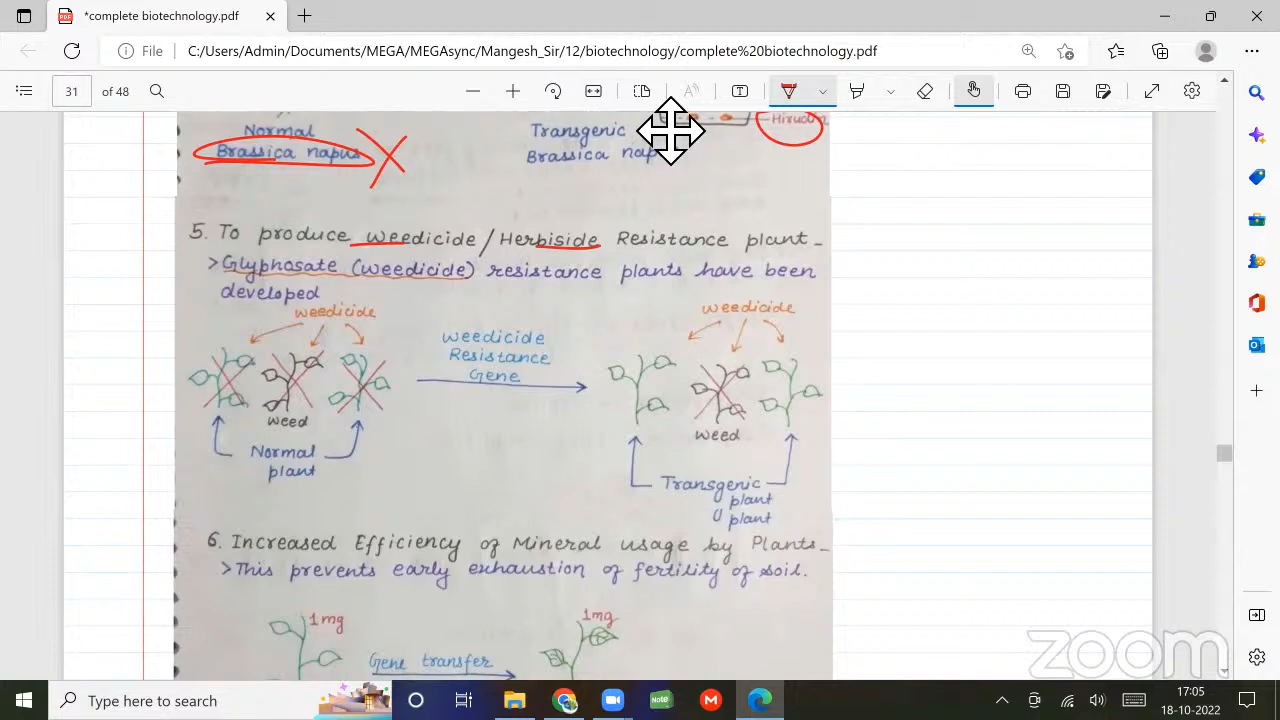 *complete biotechnology.pdf
File C:/Users/Admin/Documents/MEGA/MEGAsync/Mangesh_Sir/12/biotechnology/complete%20biotechnology.pdf
31 of 48
Normal
Brassica napus
Transgenic
Brassica nap
5. To produce weedicide / Herbiside Resistance plant -
> Glyphosate (weedicide) resistance plants have been
developed
weedicide
weedicide
Weedicide
Resistance
Gene
weed
Normal
plant
weed
Transgenic
plant
plant
6. Increased Efficiency of Mineral usage by Plants -
> This prevents early exhaustion of fertility of soil.
1mg
1mg
Gene transfer
zoom
Type here to search
Note
17:05
18-10-2022